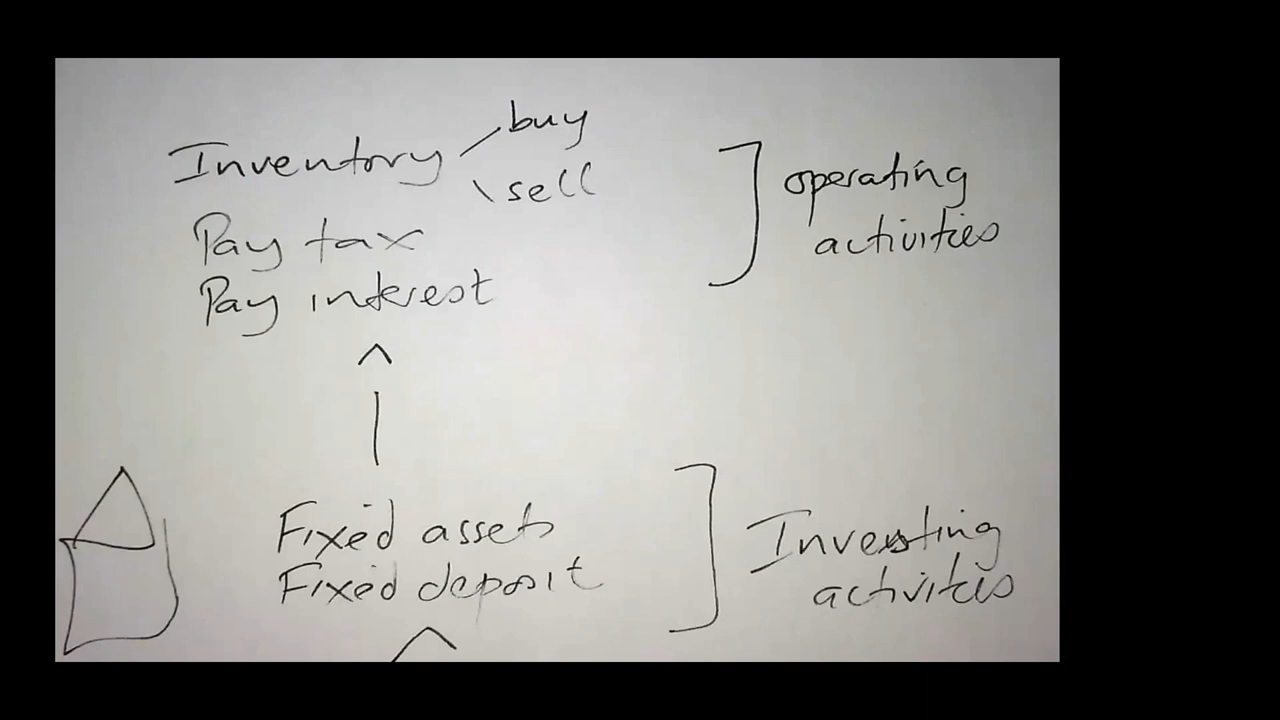 Inventory buy
sell
Pay tax
Pay interest
operating
activities
Fixed assets
Fixed deposit
Investing
activities